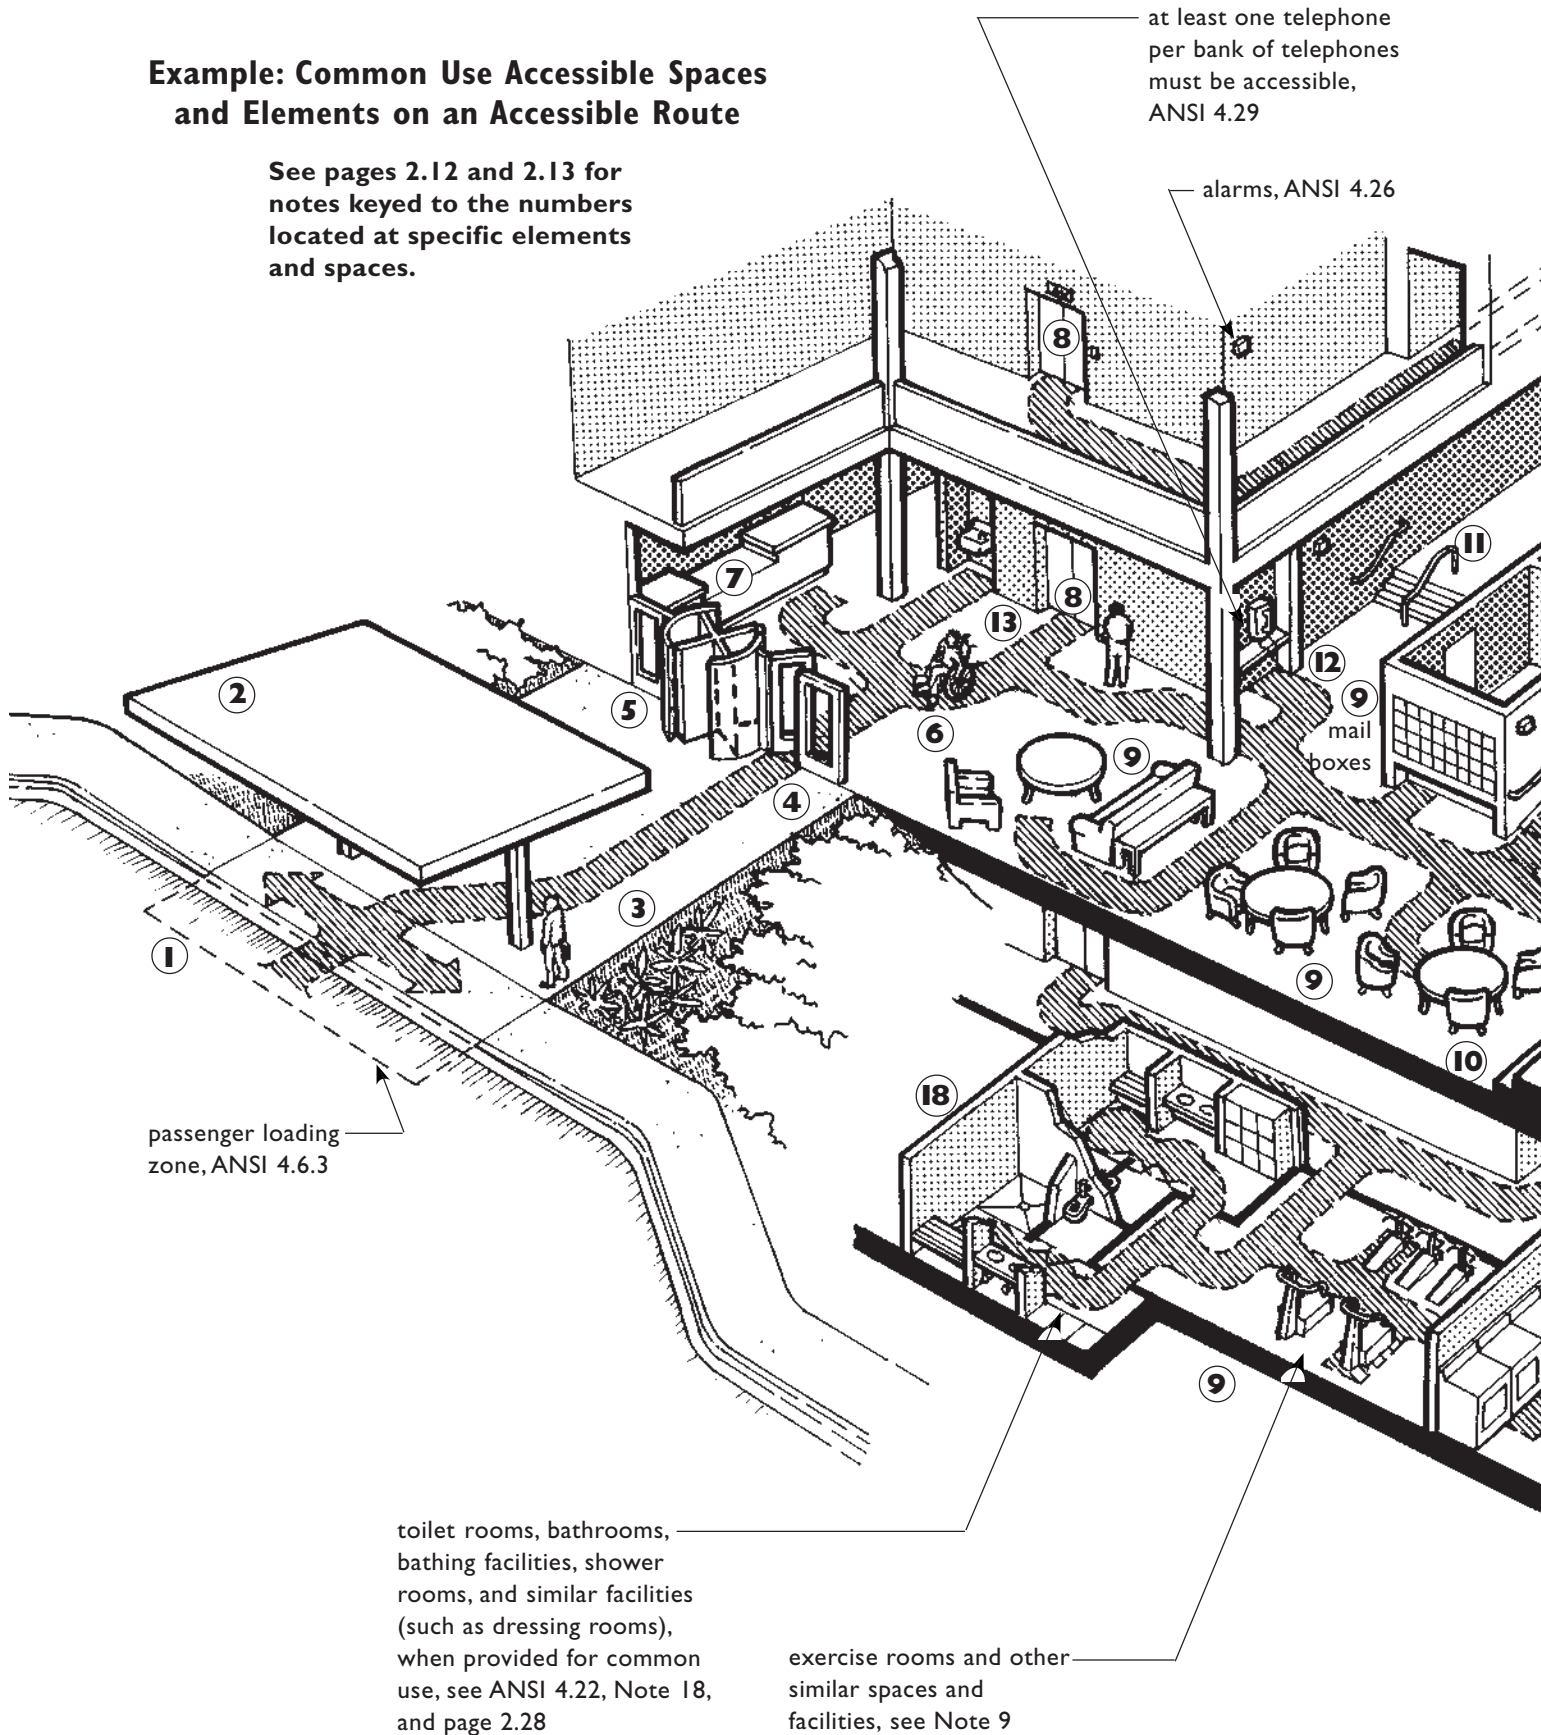 at least one telephone
per bank of telephones
must be accessible,
ANSI 4.29
Example: Common Use Accessible Spaces
and Elements on an Accessible Route
See pages 2.12 and 2.13 for
notes keyed to the numbers
located at specific elements
and spaces.
alarms, ANSI 4.26
8
11
7
8
13
12
2
5
9
mail
boxes
6
9
4
3
1
9
10
18
passenger loading
zone, ANSI 4.6.3
9
toilet rooms, bathrooms,
bathing facilities, shower
rooms, and similar facilities
(such as dressing rooms),
when provided for common
use, see ANSI 4.22, Note 18,
and page 2.28
exercise rooms and other
similar spaces and
facilities, see Note 9